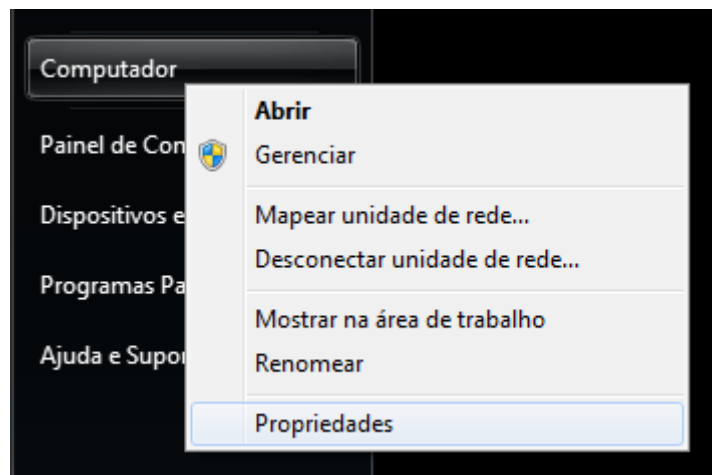 Computador
Abrir
Painel de Con
Gerenciar
Dispositivos e
Mapear unidade de rede...
Desconectar unidade de rede...
Programas Pa
Mostrar na área de trabalho
Ajuda e Supor
Renomear
Propriedades